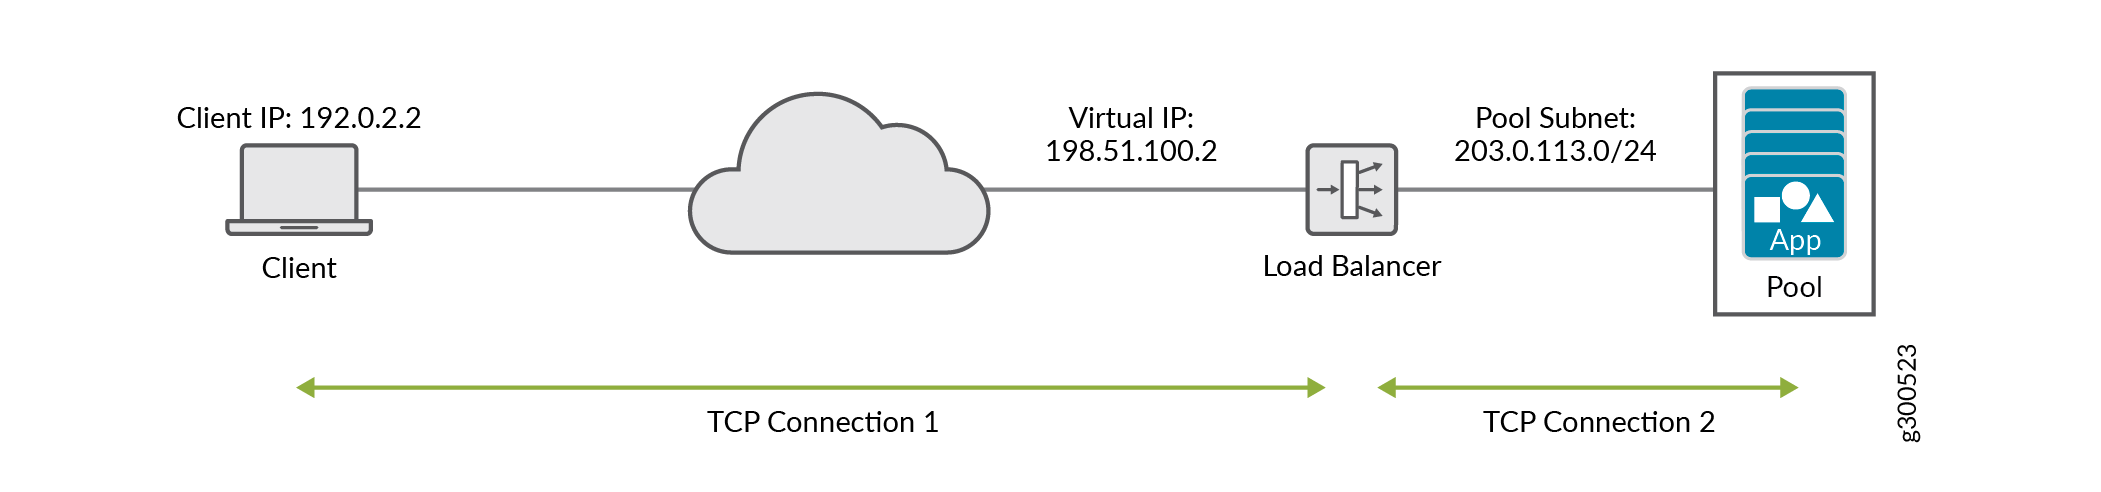 Client IP: 192.0.2.2
Virtual IP:
198.51.100.2
Pool Subnet:
203.0.113.0/24
Client
Load Balancer
App
Pool
TCP Connection 1
TCP Connection 2
g300523